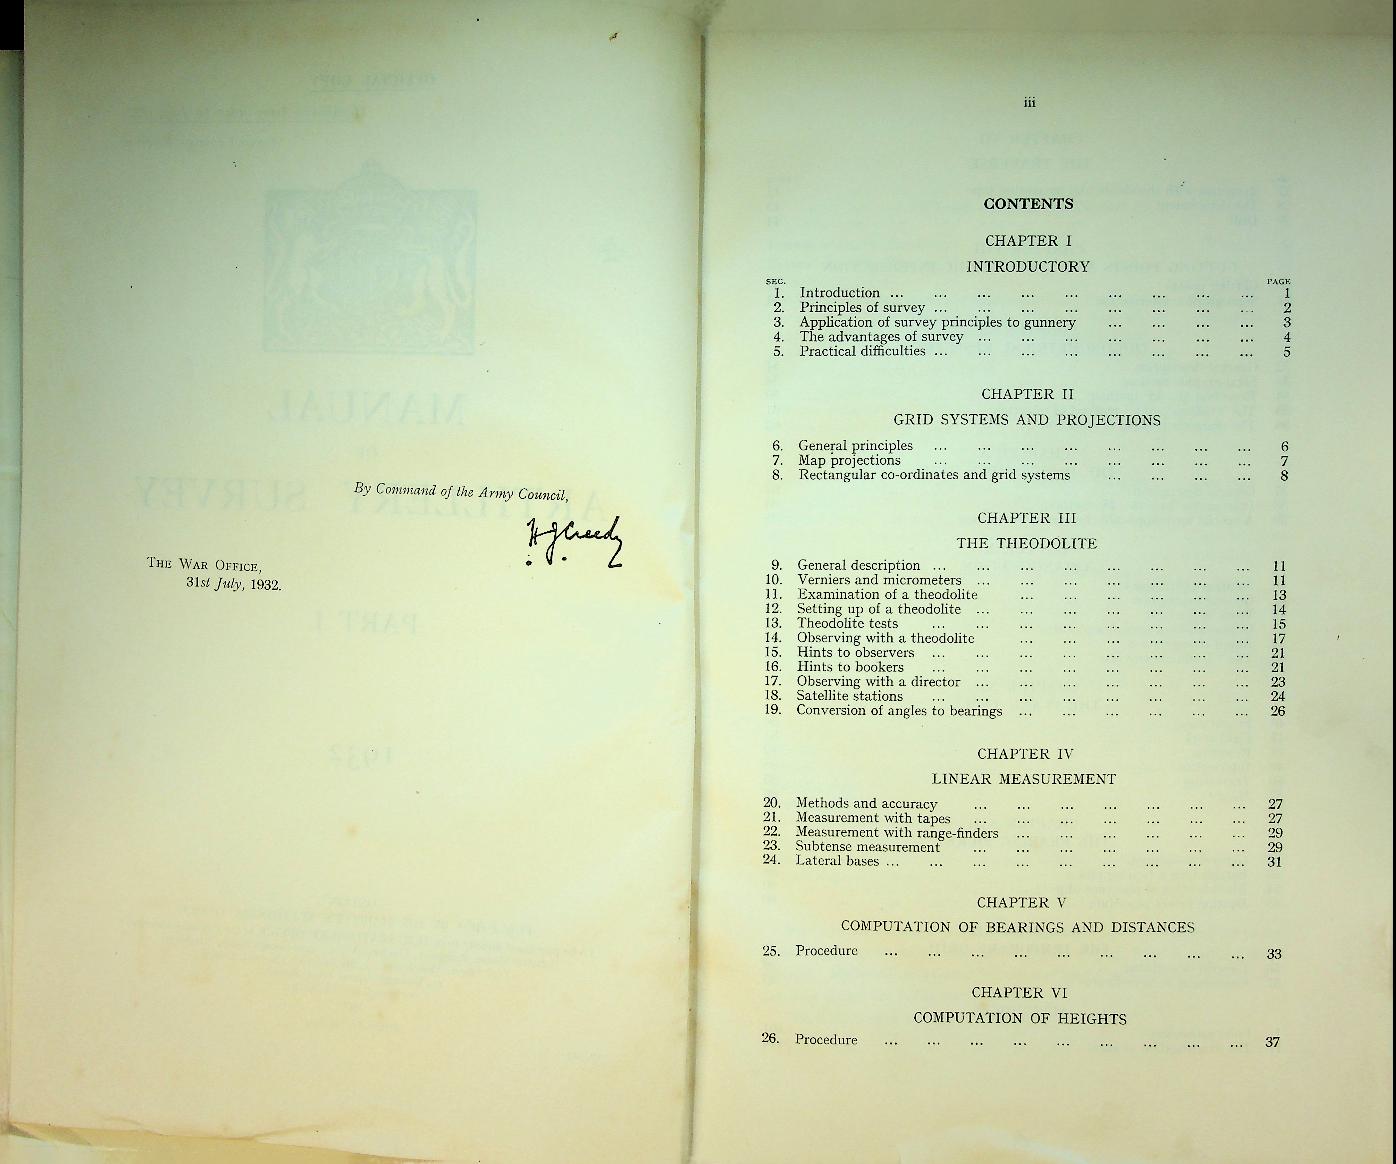 By Command of the Army Council,
H J Creedy
THE WAR OFFICE,
31st July, 1932.
iii
CONTENTS
CHAPTER I
INTRODUCTORY
SEC. PAGE
1. Introduction ... ... ... ... ... ... ... ... ... 1
2. Principles of survey ... ... ... ... ... ... ... ... 2
3. Application of survey principles to gunnery ... ... ... ... 3
4. The advantages of survey ... ... ... ... ... ... ... 4
5. Practical difficulties ... ... ... ... ... ... ... ... 5
CHAPTER II
GRID SYSTEMS AND PROJECTIONS
6. General principles ... ... ... ... ... ... ... ... 6
7. Map projections ... ... ... ... ... ... ... ... 7
8. Rectangular co-ordinates and grid systems ... ... ... ... 8
CHAPTER III
THE THEODOLITE
9. General description ... ... ... ... ... ... ... ... 11
10. Verniers and micrometers ... ... ... ... ... ... ... 11
11. Examination of a theodolite ... ... ... ... ... ... 13
12. Setting up of a theodolite ... ... ... ... ... ... ... 14
13. Theodolite tests ... ... ... ... ... ... ... ... 15
14. Observing with a theodolite ... ... ... ... ... ... 17
15. Hints to observers ... ... ... ... ... ... ... ... 21
16. Hints to bookers ... ... ... ... ... ... ... ... 21
17. Observing with a director ... ... ... ... ... ... ... 23
18. Satellite stations ... ... ... ... ... ... ... ... 24
19. Conversion of angles to bearings ... ... ... ... ... ... 26
CHAPTER IV
LINEAR MEASUREMENT
20. Methods and accuracy ... ... ... ... ... ... ... 27
21. Measurement with tapes ... ... ... ... ... ... ... 27
22. Measurement with range-finders ... ... ... ... ... ... 29
23. Subtense measurement ... ... ... ... ... ... ... 29
24. Lateral bases ... ... ... ... ... ... ... ... ... 31
CHAPTER V
COMPUTATION OF BEARINGS AND DISTANCES
25. Procedure ... ... ... ... ... ... ... ... ... 33
CHAPTER VI
COMPUTATION OF HEIGHTS
26. Procedure ... ... ... ... ... ... ... ... ... 37